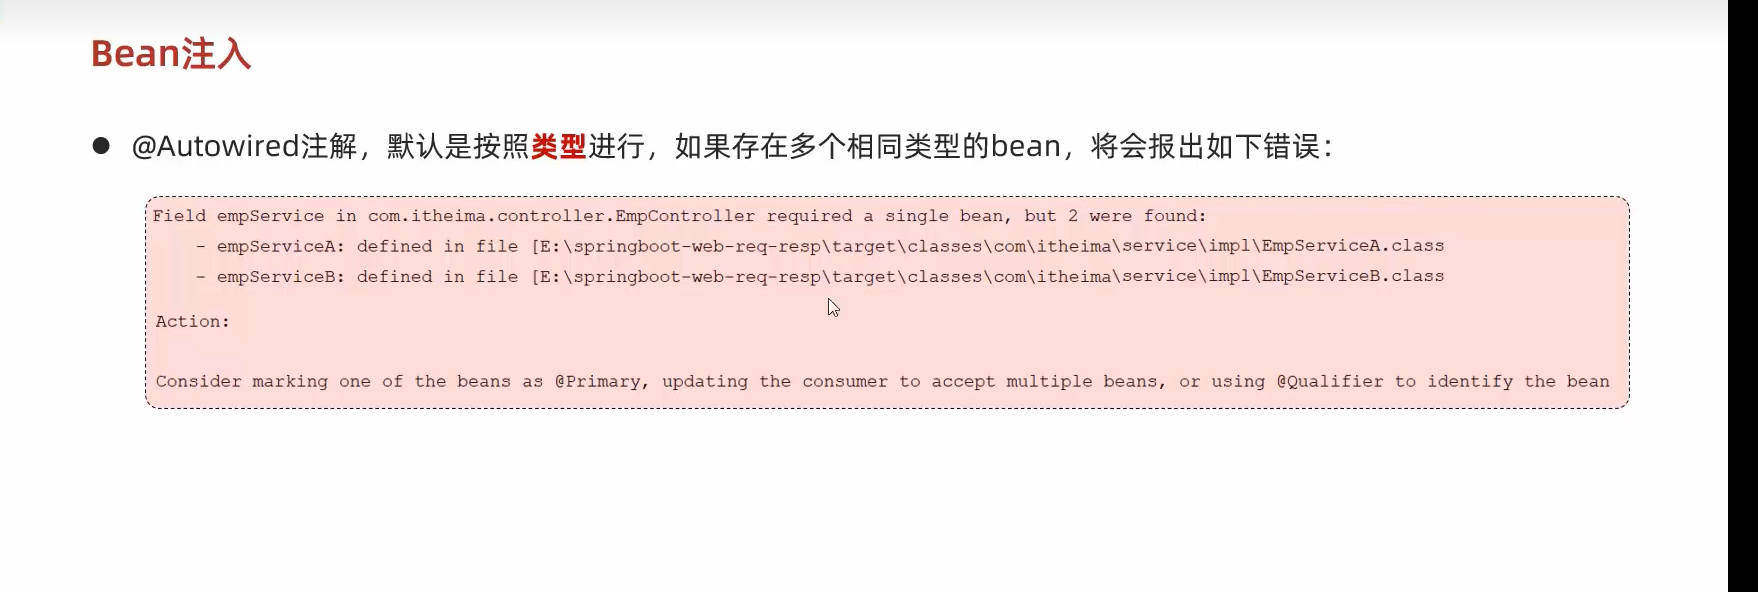 Bean注入
● @Autowired注解，默认是按照类型进行，如果存在多个相同类型的bean，将会报出如下错误：
Field empService in com.itheima.controller.EmpController required a single bean, but 2 were found:
- empServiceA: defined in file [E:\springboot-web-req-resp\target\classes\com\itheima\service\impl\EmpServiceA.class
- empServiceB: defined in file [E:\springboot-web-req-resp\target\classes\com\itheima\service\impl\EmpServiceB.class
Action:
Consider marking one of the beans as @Primary, updating the consumer to accept multiple beans, or using @Qualifier to identify the bean